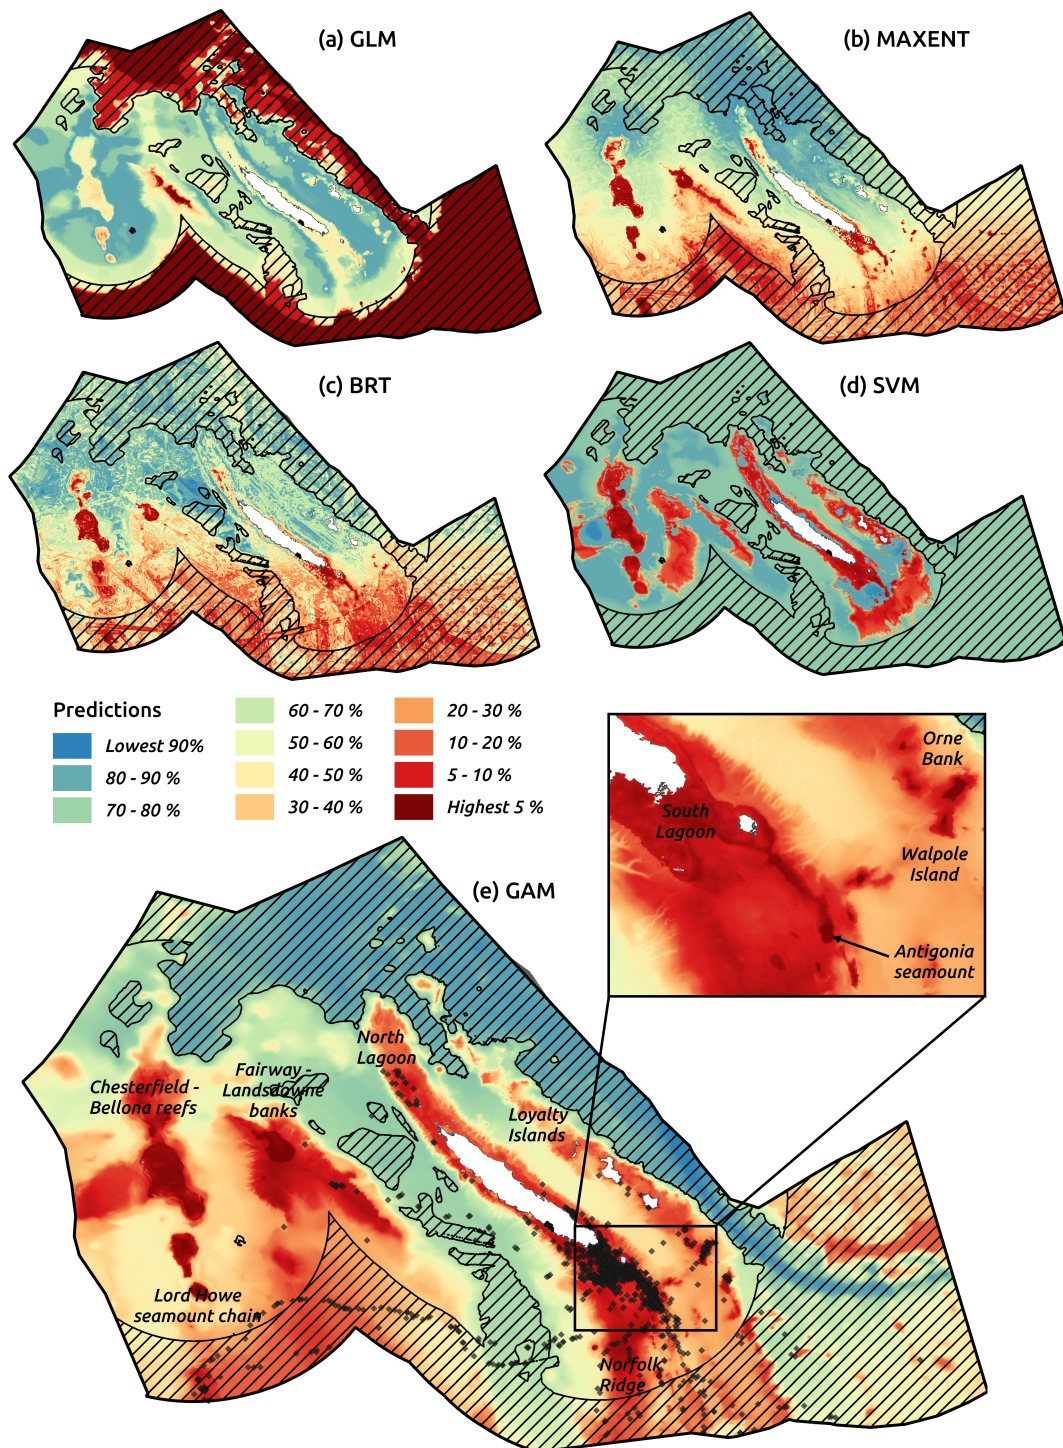 (a) GLM
(b) MAXENT
(c) BRT
(d) SVM
Predictions
Lowest 90%
80 - 90 %
70 - 80 %
60 - 70 %
50 - 60 %
40 - 50 %
30 - 40 %
20 - 30 %
10 - 20 %
5 - 10 %
Highest 5 %
Orne
Bank
South
Lagoon
Walpole
Island
Antigonia
seamount
(e) GAM
North
Lagoon
Chesterfield -
Bellona reefs
Fairway -
Landsdowne
banks
Loyalty
Islands
Lord Howe
seamount chain
Norfolk
Ridge